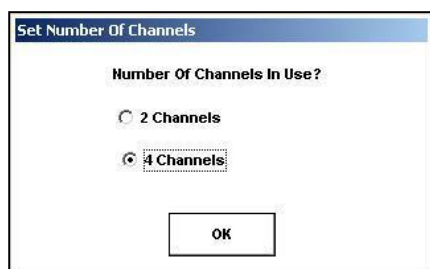 Set Number Of Channels
Number Of Channels In Use?
2 Channels
4 Channels
OK